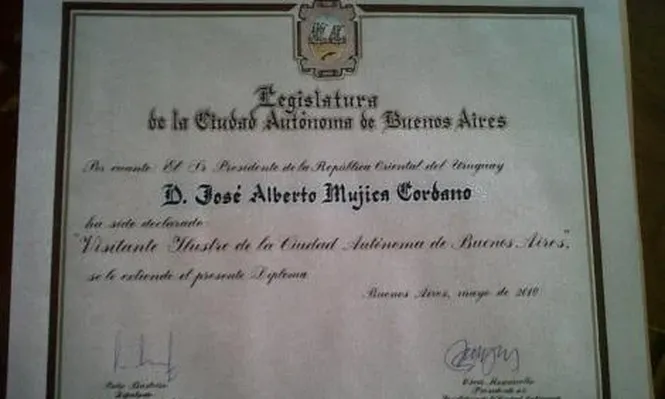 Legislatura
de la Ciudad Autónoma de Buenos Aires
Por cuanto El Sr Presidente de la República Oriental del Uruguay
D. José Alberto Mujica Cordano
ha sido declarado
"Visitante Ilustre de la Ciudad Autónoma de Buenos Aires",
se le extiende el presente Diploma
Buenos Aires, mayo de 2010
Diputado